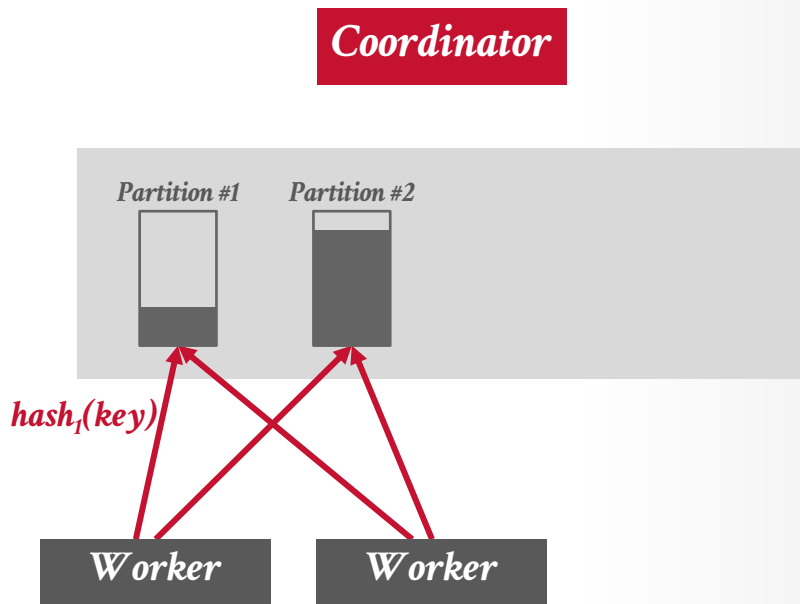 Coordinator
Partition #1 Partition #2
hash₁(key)
Worker Worker